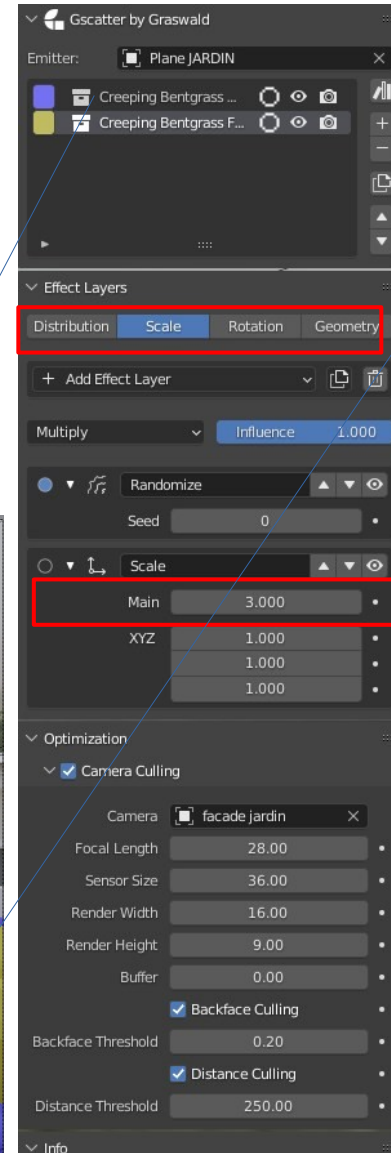 Gscatter by Graswald
Emitter: Plane JARDIN
Creeping Bentgrass ...
Creeping Bentgrass F...
Effect Layers
Distribution Scale Rotation Geometry
+ Add Effect Layer
Multiply Influence 1.000
Randomize
Seed 0
Scale
Main 3.000
XYZ 1.000
1.000
1.000
Optimization
Camera Culling
Camera facade jardin
Focal Length 28.00
Sensor Size 36.00
Render Width 16.00
Render Height 9.00
Buffer 0.00
Backface Culling
Backface Threshold 0.20
Distance Culling
Distance Threshold 250.00
Info